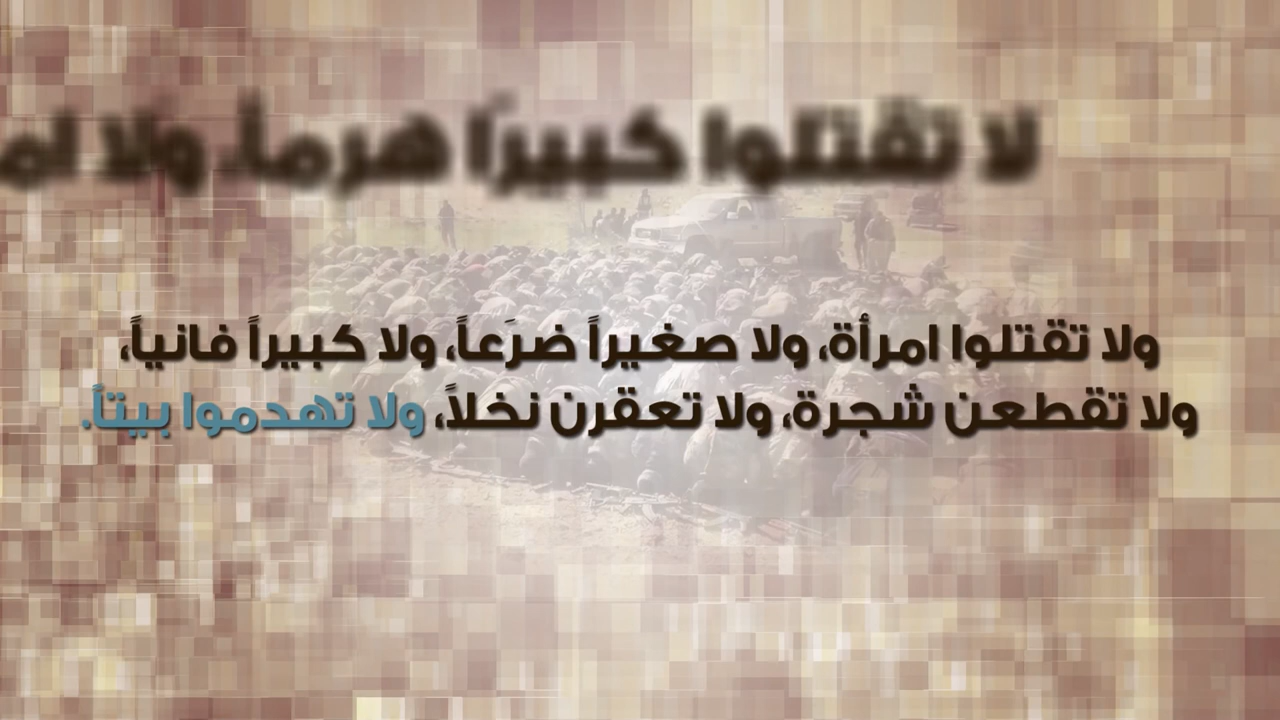 لا تقتلوا كبيرًا هرماً، ولا
ولا تقتلوا امرأة، ولا صغيراً ضرَعاً، ولا كبيراً فانياً،
ولا تقطعن شجرة، ولا تعقرن نخلاً، ولا تهدموا بيتاً.